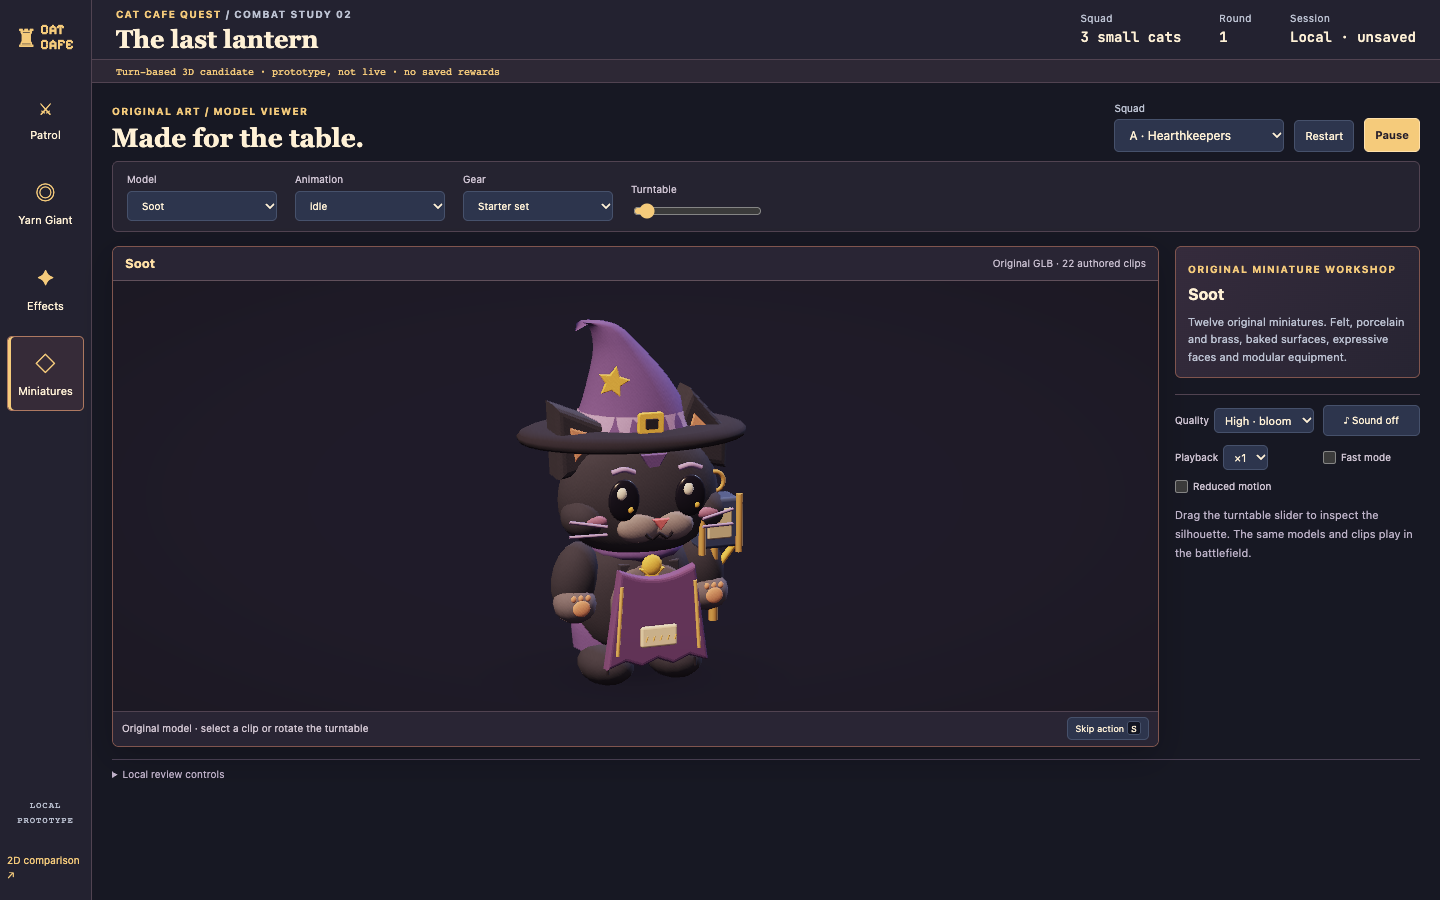 OAT
OAFE
Patrol
Yarn Giant
Effects
Miniatures
LOCAL
PROTOTYPE
2D comparison
↗
CAT CAFE QUEST / COMBAT STUDY 02
The last lantern
Squad
3 small cats
Round
1
Session
Local · unsaved
Turn-based 3D candidate · prototype, not live · no saved rewards
ORIGINAL ART / MODEL VIEWER
Made for the table.
Squad
A · Hearthkeepers
Restart
Pause
Model
Soot
Animation
idle
Gear
Starter set
Turntable
Soot
Original GLB · 22 authored clips
Original model · select a clip or rotate the turntable
Skip action S
Local review controls
ORIGINAL MINIATURE WORKSHOP
Soot
Twelve original miniatures. Felt, porcelain
and brass, baked surfaces, expressive
faces and modular equipment.
Quality
High · bloom
♪ Sound off
Playback
×1
Fast mode
Reduced motion
Drag the turntable slider to inspect the
silhouette. The same models and clips play in
the battlefield.